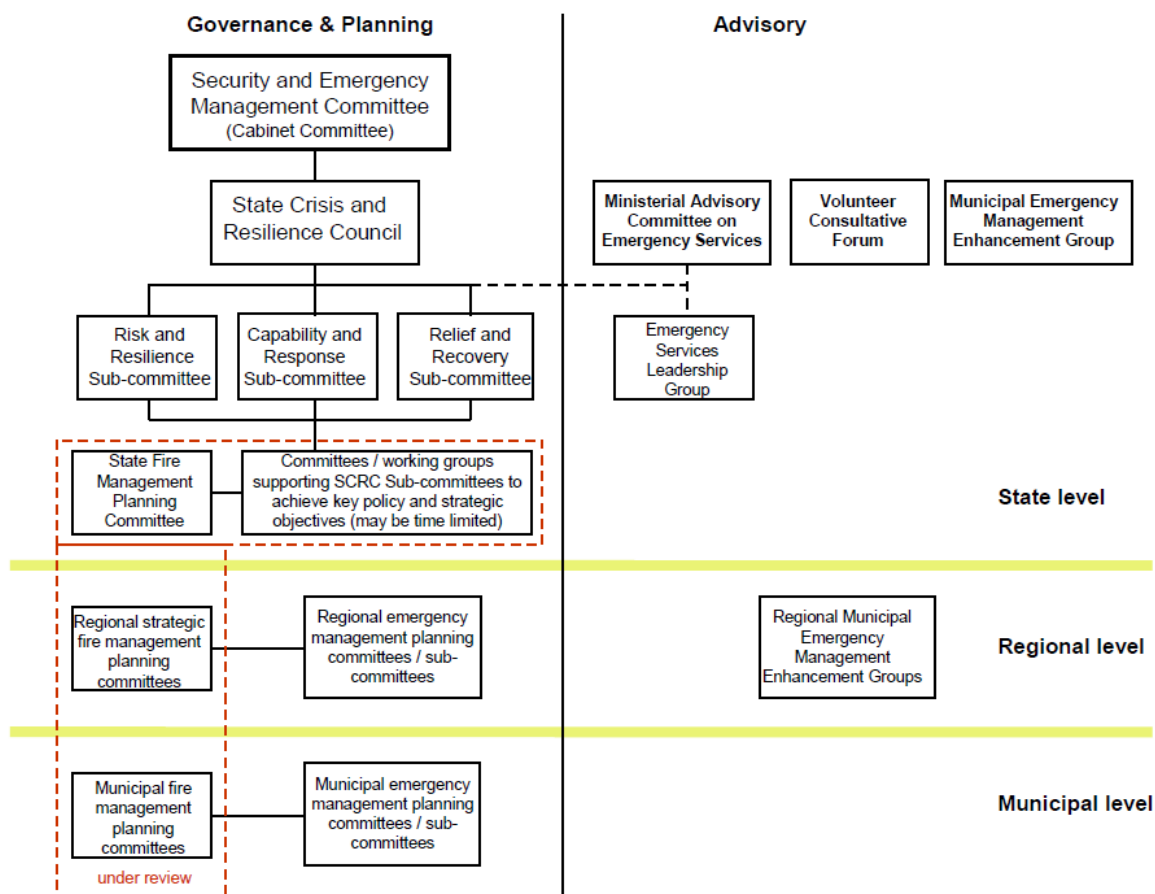 Governance & Planning
Advisory
Security and Emergency
Management Committee
(Cabinet Committee)
State Crisis and
Resilience Council
Ministerial Advisory
Committee on
Emergency Services
Volunteer
Consultative
Forum
Municipal Emergency
Management
Enhancement Group
Risk and
Resilience
Sub-committee
Capability and
Response
Sub-committee
Relief and
Recovery
Sub-committee
Emergency
Services
Leadership
Group
State Fire
Management
Planning
Committee
Committees / working groups
supporting SCRC Sub-committees to
achieve key policy and strategic
objectives (may be time limited)
State level
Regional strategic
fire management
planning
committees
Regional emergency
management planning
committees / sub-
committees
Regional Municipal
Emergency
Management
Enhancement Groups
Regional level
Municipal fire
management
planning
committees
Municipal emergency
management planning
committees / sub-
committees
Municipal level
under review